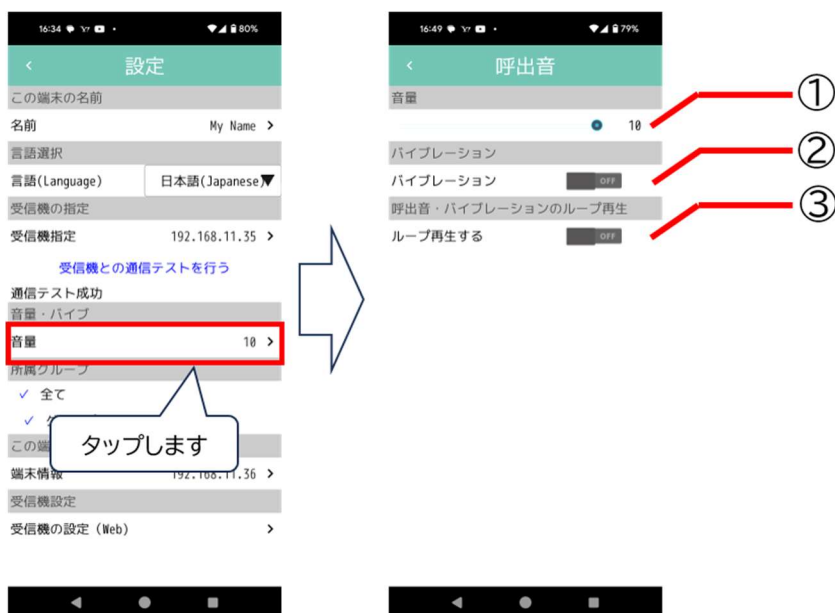 16:34 80%
設定
この端末の名前
名前 My Name
言語選択
言語(Language) 日本語(Japanese)
受信機の指定
受信機指定 192.168.11.35
受信機との通信テストを行う
通信テスト成功
音量・バイブ
音量 10
所属グループ
全て
タップします
この端
端末情報 192.168.11.36
受信機設定
受信機の設定（Web）
16:49 79%
呼出音
音量
10
バイブレーション
バイブレーション OFF
呼出音・バイブレーションのループ再生
ループ再生する OFF
①
②
③